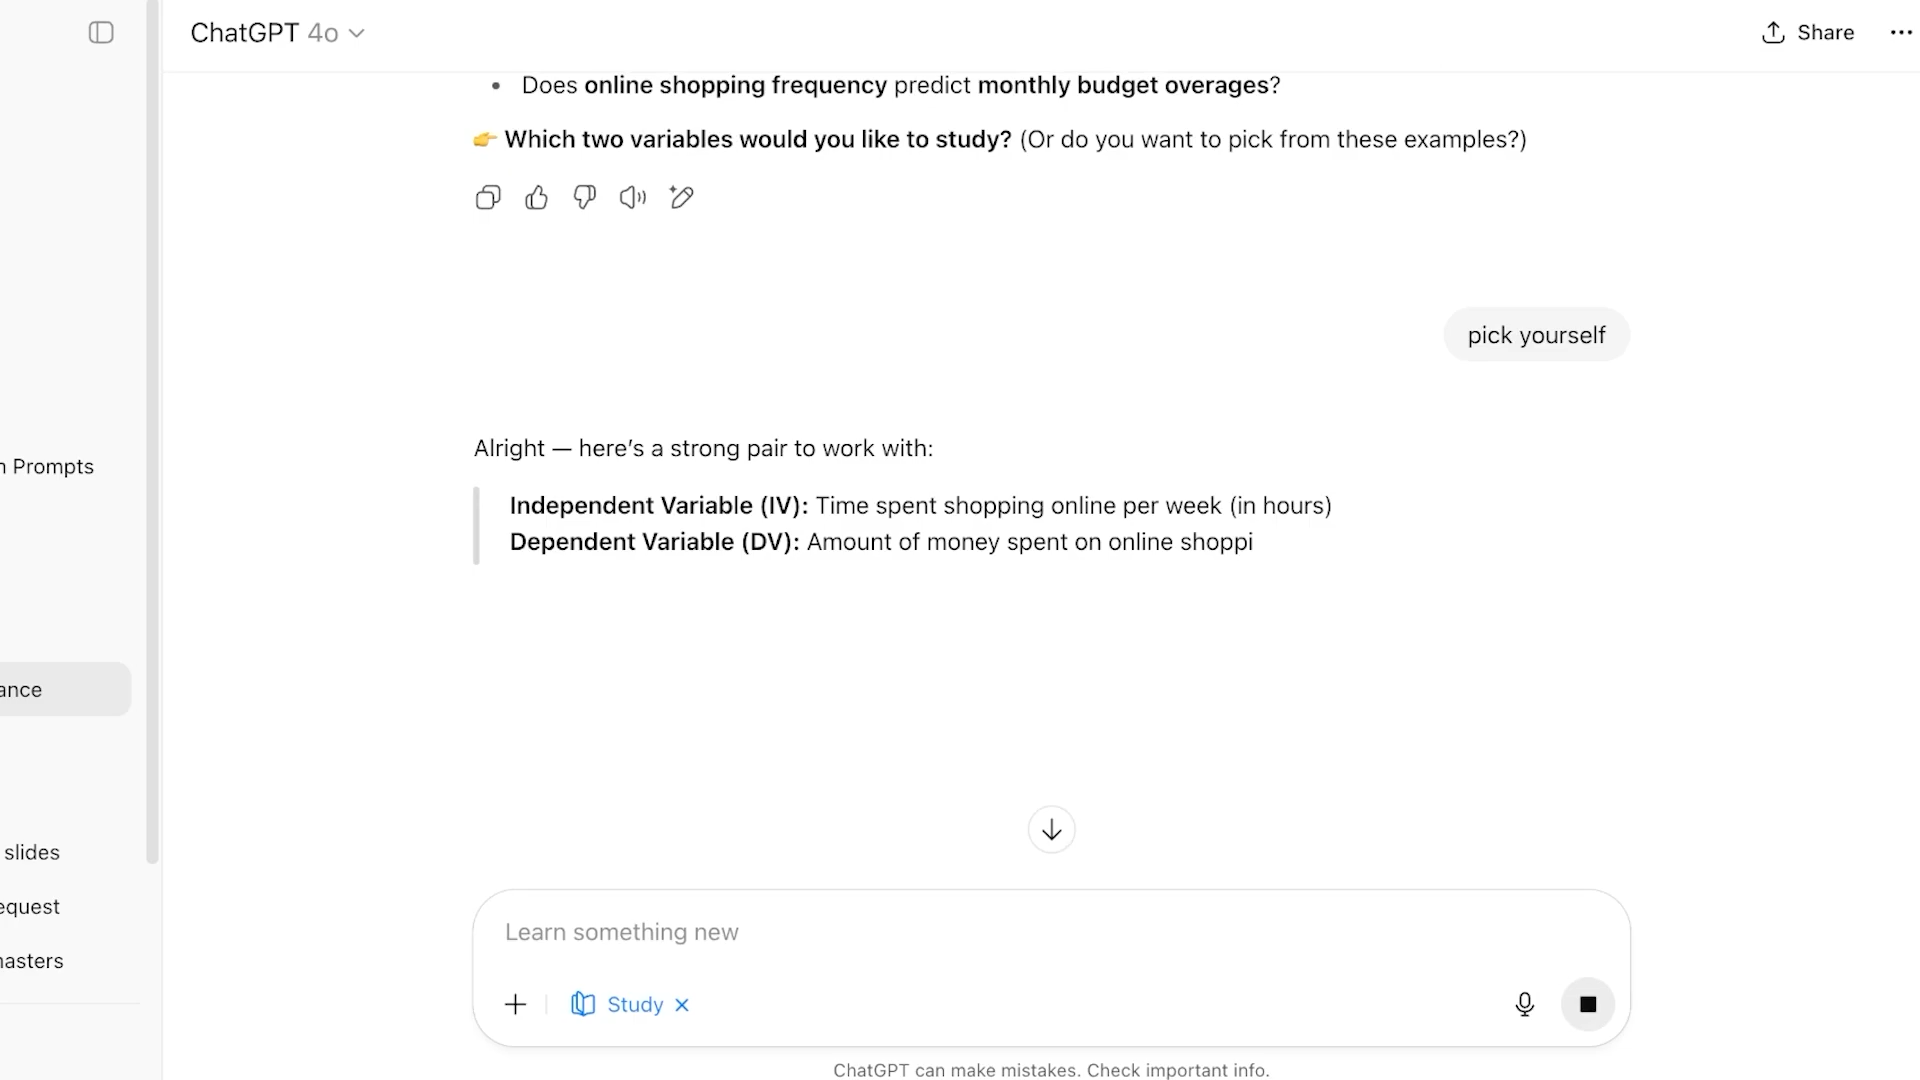 ChatGPT 4o
Share
• Does online shopping frequency predict monthly budget overages?
👉 Which two variables would you like to study? (Or do you want to pick from these examples?)
pick yourself
Alright — here’s a strong pair to work with:
Independent Variable (IV): Time spent shopping online per week (in hours)
Dependent Variable (DV): Amount of money spent on online shoppi
Prompts
slides
Learn something new
Study
ChatGPT can make mistakes. Check important info.